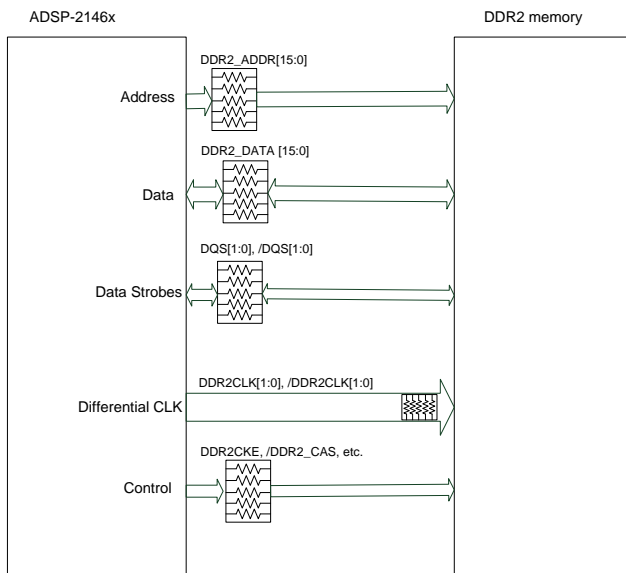 ADSP-2146x
DDR2 memory
DDR2_ADDR[15:0]
Address
DDR2_DATA [15:0]
Data
DQS[1:0], /DQS[1:0]
Data Strobes
DDR2CLK[1:0], /DDR2CLK[1:0]
Differential CLK
DDR2CKE, /DDR2_CAS, etc.
Control